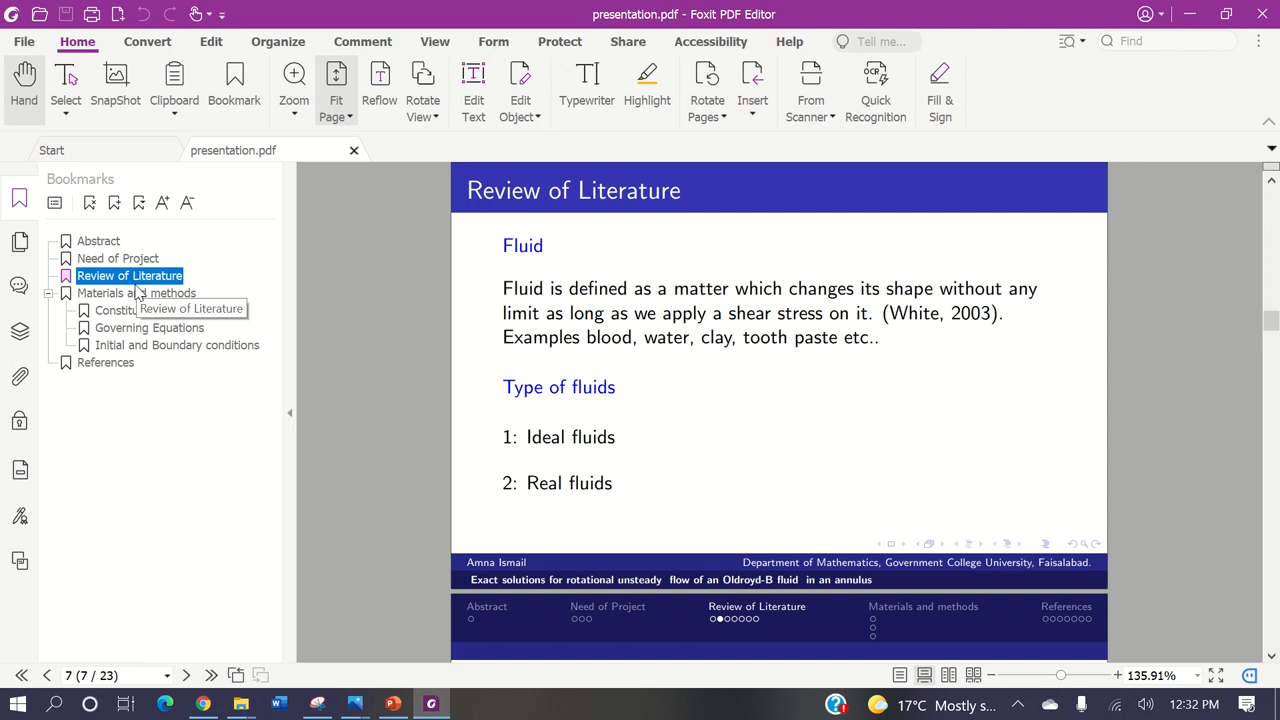 presentation.pdf - Foxit PDF Editor
File Home Convert Edit Organize Comment View Form Protect Share Accessibility Help Tell me... Find
Hand Select SnapShot Clipboard Bookmark Zoom Fit Page Reflow Rotate View Edit Text Edit Object Typewriter Highlight Rotate Pages Insert From Scanner Quick Recognition Fill & Sign
OCR
Start presentation.pdf
Bookmarks
Abstract
Need of Project
Review of Literature
Materials and methods
Review of Literature
Governing Equations
Initial and Boundary conditions
References
Review of Literature
Fluid
Fluid is defined as a matter which changes its shape without any
limit as long as we apply a shear stress on it. (White, 2003).
Examples blood, water, clay, tooth paste etc..
Type of fluids
1: Ideal fluids
2: Real fluids
Amna Ismail Department of Mathematics, Government College University, Faisalabad.
Exact solutions for rotational unsteady flow of an Oldroyd-B fluid in an annulus
Abstract Need of Project Review of Literature Materials and methods References
7 (7 / 23) 135.91%
17°C Mostly s... 12:32 PM